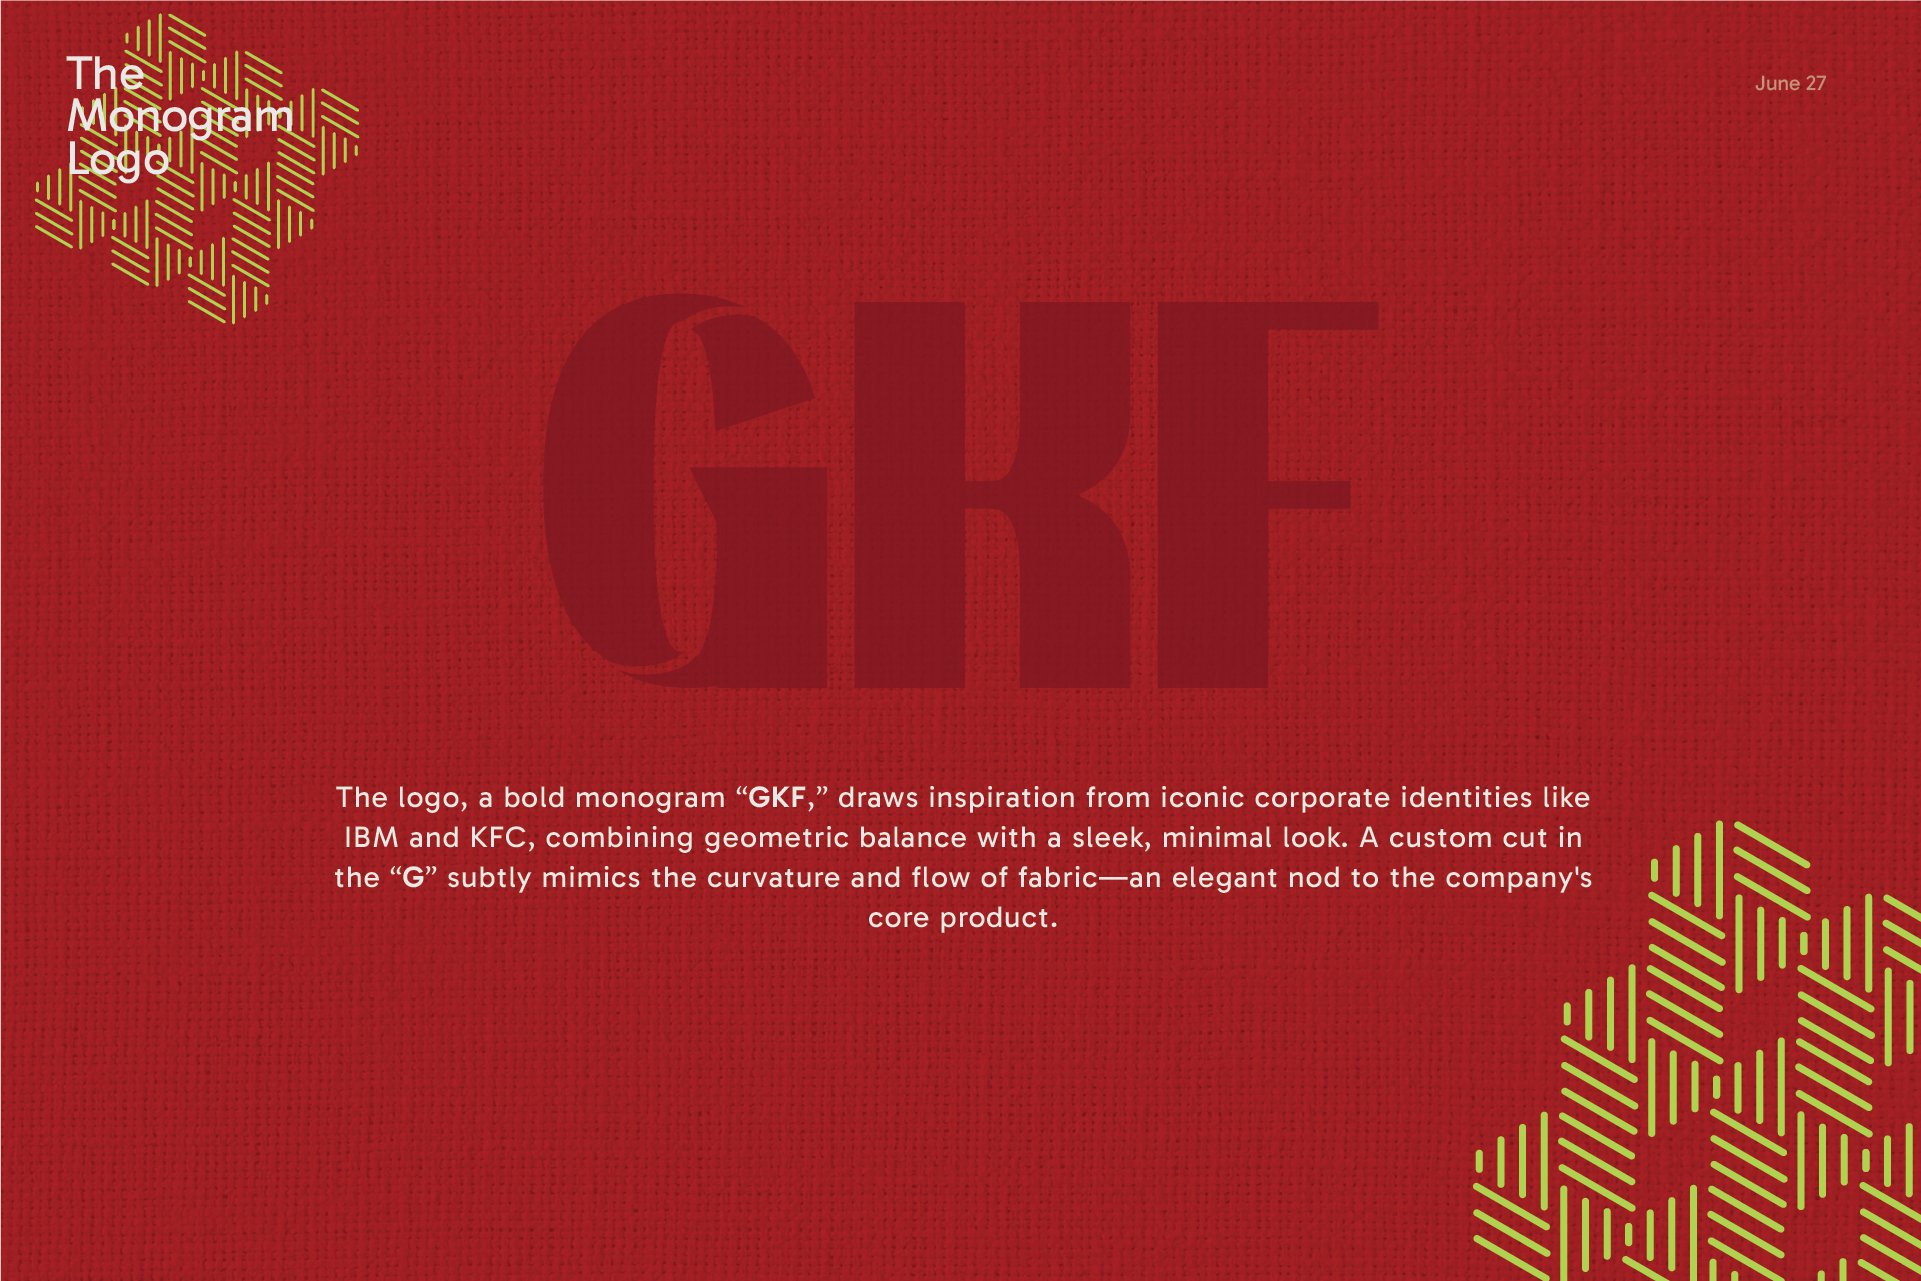 The
Monogram
Logo
June 27
GKF
The logo, a bold monogram “GKF,” draws inspiration from iconic corporate identities like
IBM and KFC, combining geometric balance with a sleek, minimal look. A custom cut in
the “G” subtly mimics the curvature and flow of fabric—an elegant nod to the company's
core product.